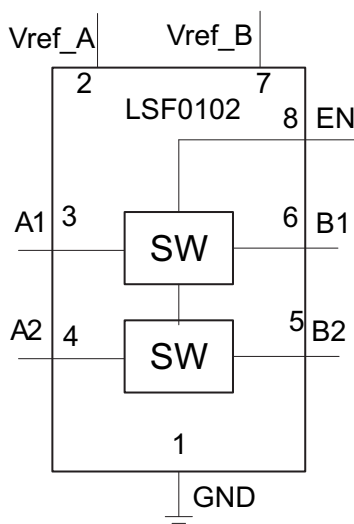 Vref_A
Vref_B
2
7
LSF0102
8
EN
A1
3
6
B1
SW
A2
4
5
B2
SW
1
GND